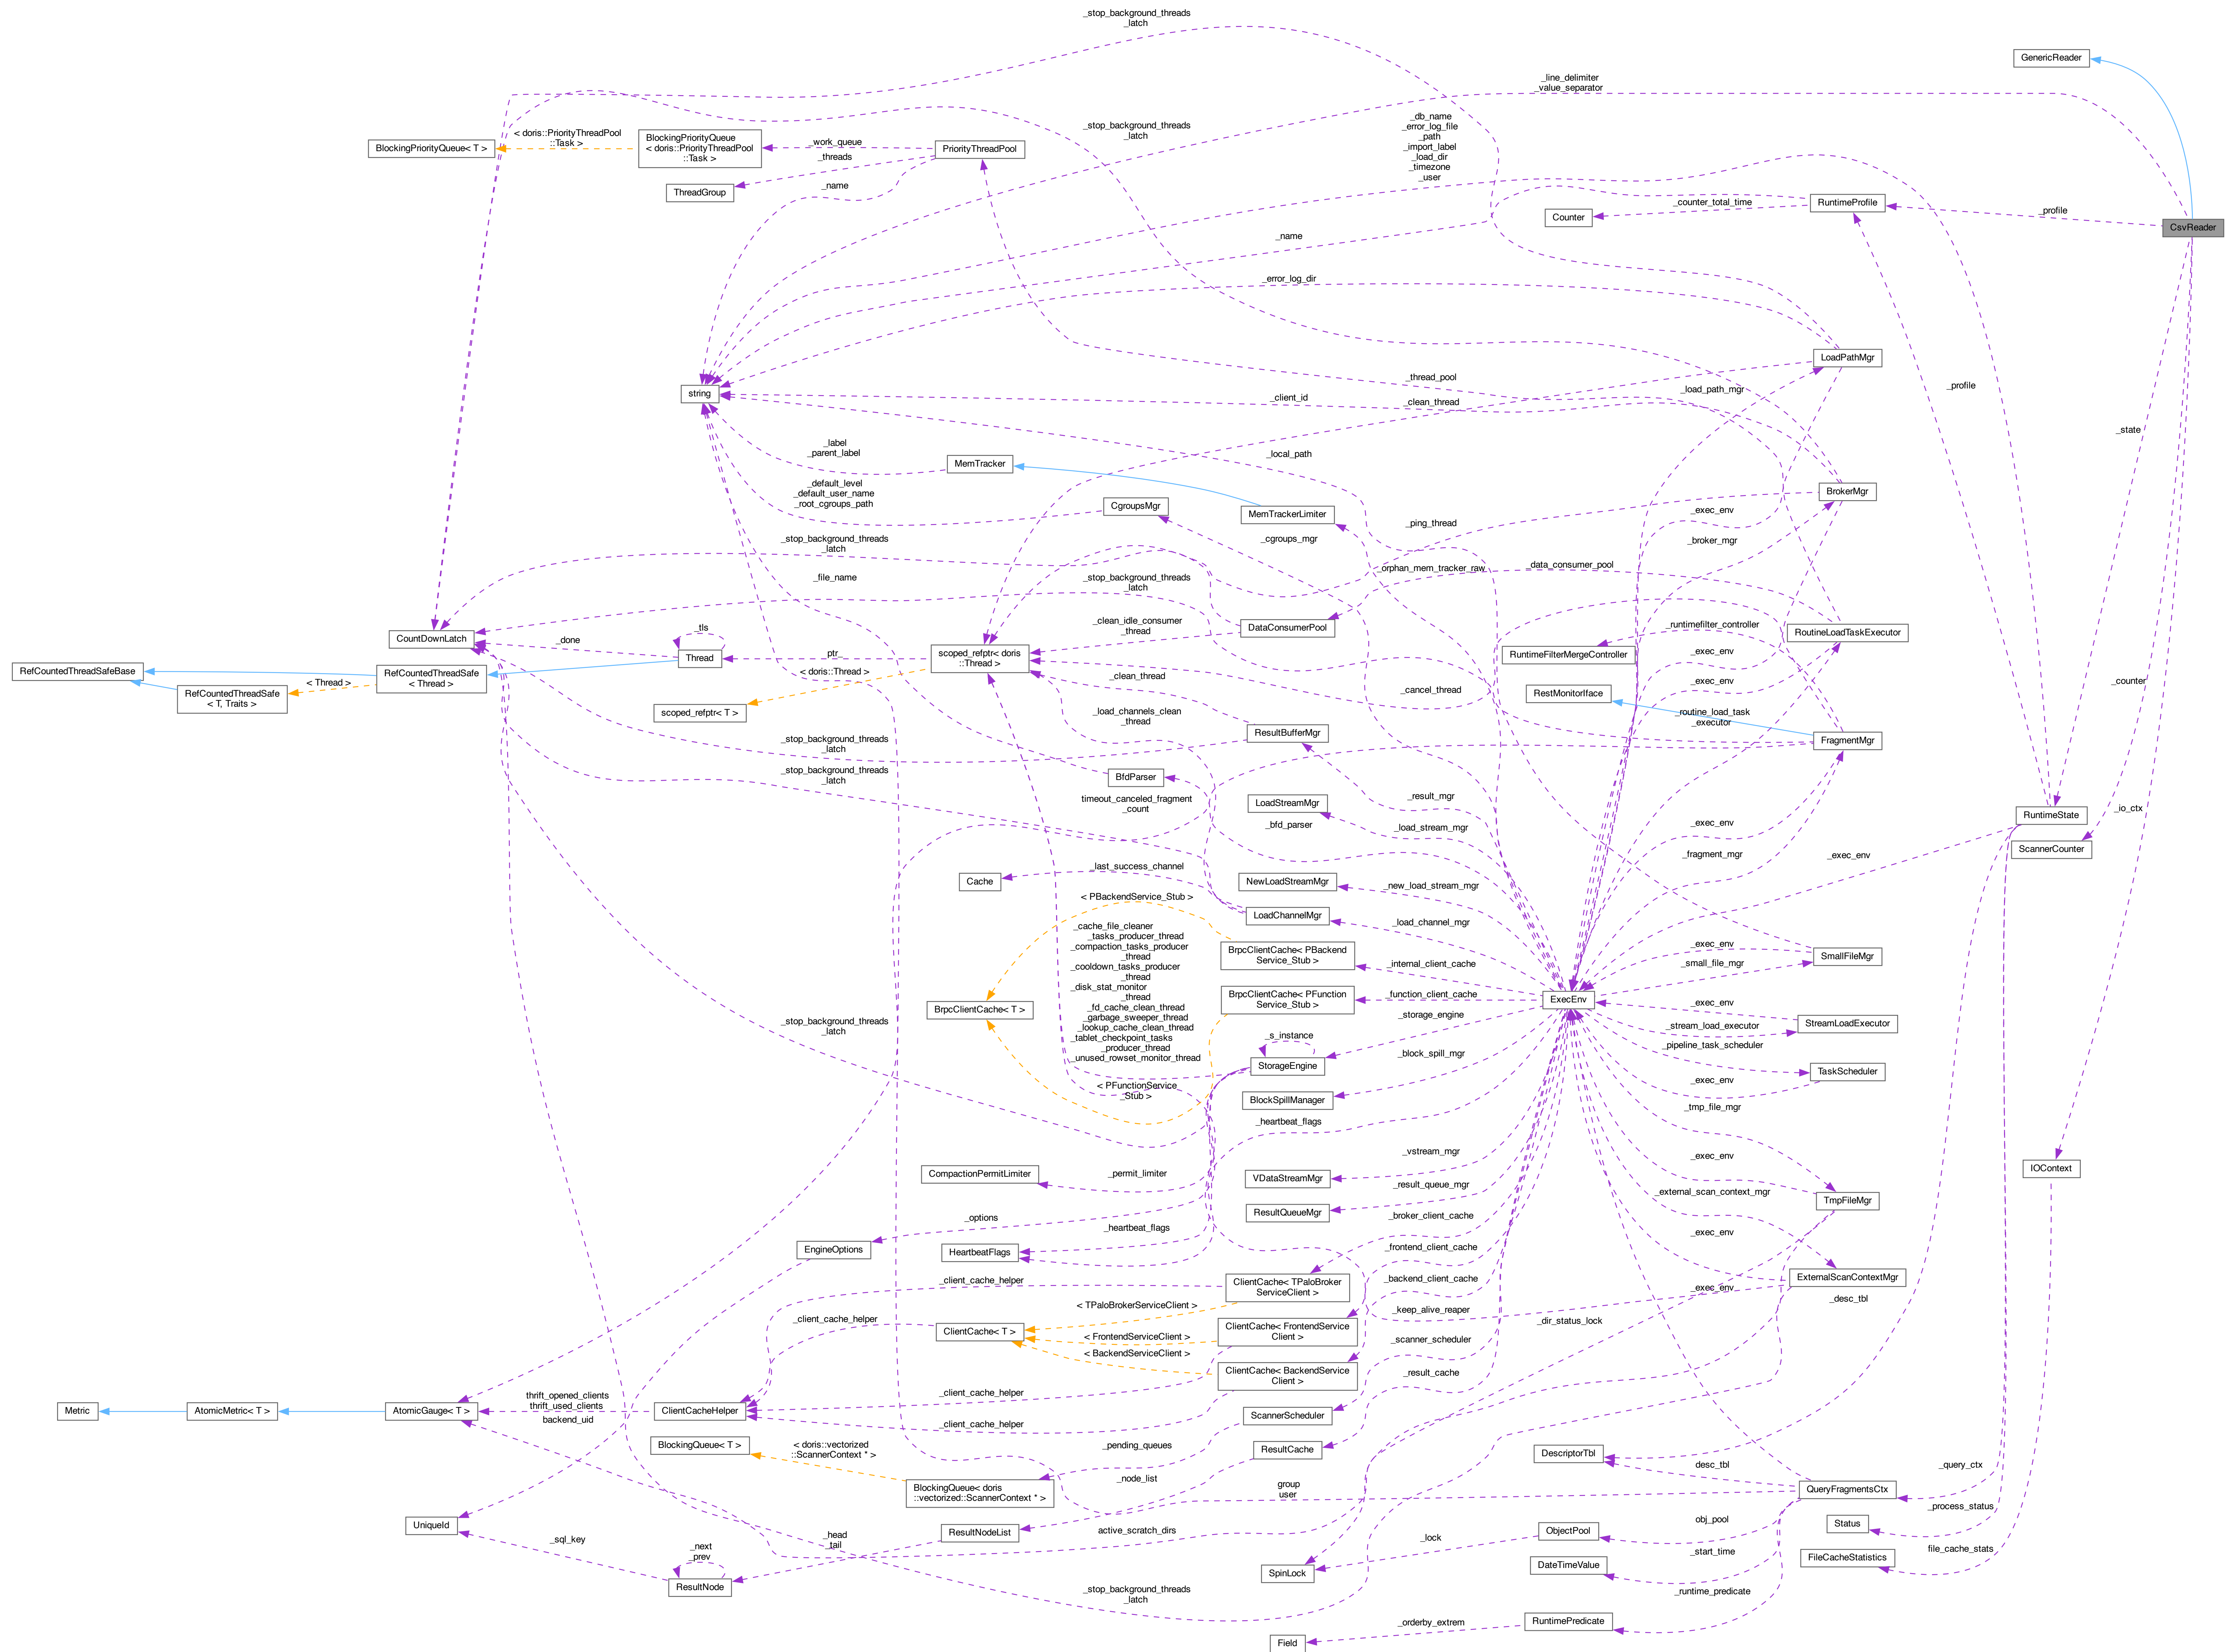 _stop_background_threads
_latch
GenericReader
_line_delimiter
_value_separator
_stop_background_threads
_latch
_db_name
_error_log_file
_path
_import_label
_load_dir
_timezone
_user
BlockingPriorityQueue< T >
< doris::PriorityThreadPool
::Task >
BlockingPriorityQueue
< doris::PriorityThreadPool
::Task >
_work_queue
_threads
PriorityThreadPool
ThreadGroup
_name
Counter
_counter_total_time
RuntimeProfile
_profile
CsvReader
_name
_error_log_dir
LoadPathMgr
_profile
string
_client_id
_thread_pool
_clean_thread
_load_path_mgr
_state
_label
_parent_label
MemTracker
_local_path
_default_level
_default_user_name
_root_cgroups_path
CgroupsMgr
MemTrackerLimiter
BrokerMgr
_exec_env
_stop_background_threads
_latch
_cgroups_mgr
_ping_thread
_broker_mgr
_file_name
_stop_background_threads
_latch
_orphan_mem_tracker_raw
_data_consumer_pool
CountDownLatch
_done
_tls
Thread
ptr_
_clean_idle_consumer
_thread
DataConsumerPool
_runtimefilter_controller
RoutineLoadTaskExecutor
RefCountedThreadSafeBase
RefCountedThreadSafe
< Thread >
< Thread >
RefCountedThreadSafe
< T, Traits >
scoped_refptr< doris
::Thread >
< doris::Thread >
scoped_refptr< T >
_clean_thread
_cancel_thread
RuntimeFilterMergeController
_exec_env
_exec_env
RestMonitorIface
_counter
_load_channels_clean
_thread
_routine_load_task
_executor
ResultBufferMgr
FragmentMgr
_stop_background_threads
_latch
_stop_background_threads
_latch
BfdParser
timeout_canceled_fragment
_count
LoadStreamMgr
_bfd_parser
_result_mgr
_load_stream_mgr
_exec_env
_fragment_mgr
_io_ctx
RuntimeState
ScannerCounter
_exec_env
Cache
_last_success_channel
NewLoadStreamMgr
_new_load_stream_mgr
< PBackendService_Stub >
LoadChannelMgr
_load_channel_mgr
_cache_file_cleaner
_tasks_producer_thread
_compaction_tasks_producer
_thread
_cooldown_tasks_producer
_thread
_disk_stat_monitor
_thread
_fd_cache_clean_thread
_garbage_sweeper_thread
_lookup_cache_clean_thread
_tablet_checkpoint_tasks
_producer_thread
_unused_rowset_monitor_thread
BrpcClientCache< PBackend
Service_Stub >
_internal_client_cache
_exec_env
_small_file_mgr
SmallFileMgr
BrpcClientCache< T >
BrpcClientCache< PFunction
Service_Stub >
_function_client_cache
ExecEnv
_exec_env
_stream_load_executor
StreamLoadExecutor
_stop_background_threads
_latch
_storage_engine
_s_instance
StorageEngine
_pipeline_task_scheduler
TaskScheduler
_block_spill_mgr
_exec_env
< PFunctionService
_Stub >
BlockSpillManager
_heartbeat_flags
_tmp_file_mgr
_vstream_mgr
_exec_env
CompactionPermitLimiter
_permit_limiter
VDataStreamMgr
_result_queue_mgr
_external_scan_context_mgr
IOContext
TmpFileMgr
_options
ResultQueueMgr
_broker_client_cache
_exec_env
EngineOptions
HeartbeatFlags
_heartbeat_flags
_frontend_client_cache
_client_cache_helper
ClientCache< TPaloBroker
ServiceClient >
_backend_client_cache
_exec_env
ExternalScanContextMgr
_desc_tbl
< TPaloBrokerServiceClient >
_keep_alive_reaper
_client_cache_helper
ClientCache< T >
< FrontendServiceClient >
ClientCache< FrontendService
Client >
_dir_status_lock
< BackendServiceClient >
_scanner_scheduler
ClientCache< BackendService
Client >
_result_cache
Metric
AtomicMetric< T >
AtomicGauge< T >
thrift_opened_clients
thrift_used_clients
backend_uid
ClientCacheHelper
_client_cache_helper
_client_cache_helper
ScannerScheduler
BlockingQueue< T >
< doris::vectorized
::ScannerContext * >
_pending_queues
ResultCache
DescriptorTbl
desc_tbl
_query_ctx
BlockingQueue< doris
::vectorized::ScannerContext * >
_node_list
group
user
QueryFragmentsCtx
_process_status
UniqueId
_sql_key
_head
_tail
ResultNodeList
active_scratch_dirs
_lock
ObjectPool
obj_pool
Status
_next
_prev
ResultNode
_start_time
DateTimeValue
FileCacheStatistics
file_cache_stats
SpinLock
_stop_background_threads
_latch
_runtime_predicate
_orderby_extrem
RuntimePredicate
Field